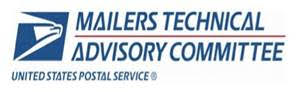 MAILERS TECHNICAL
ADVISORY COMMITTEE
UNITED STATES POSTAL SERVICE ®